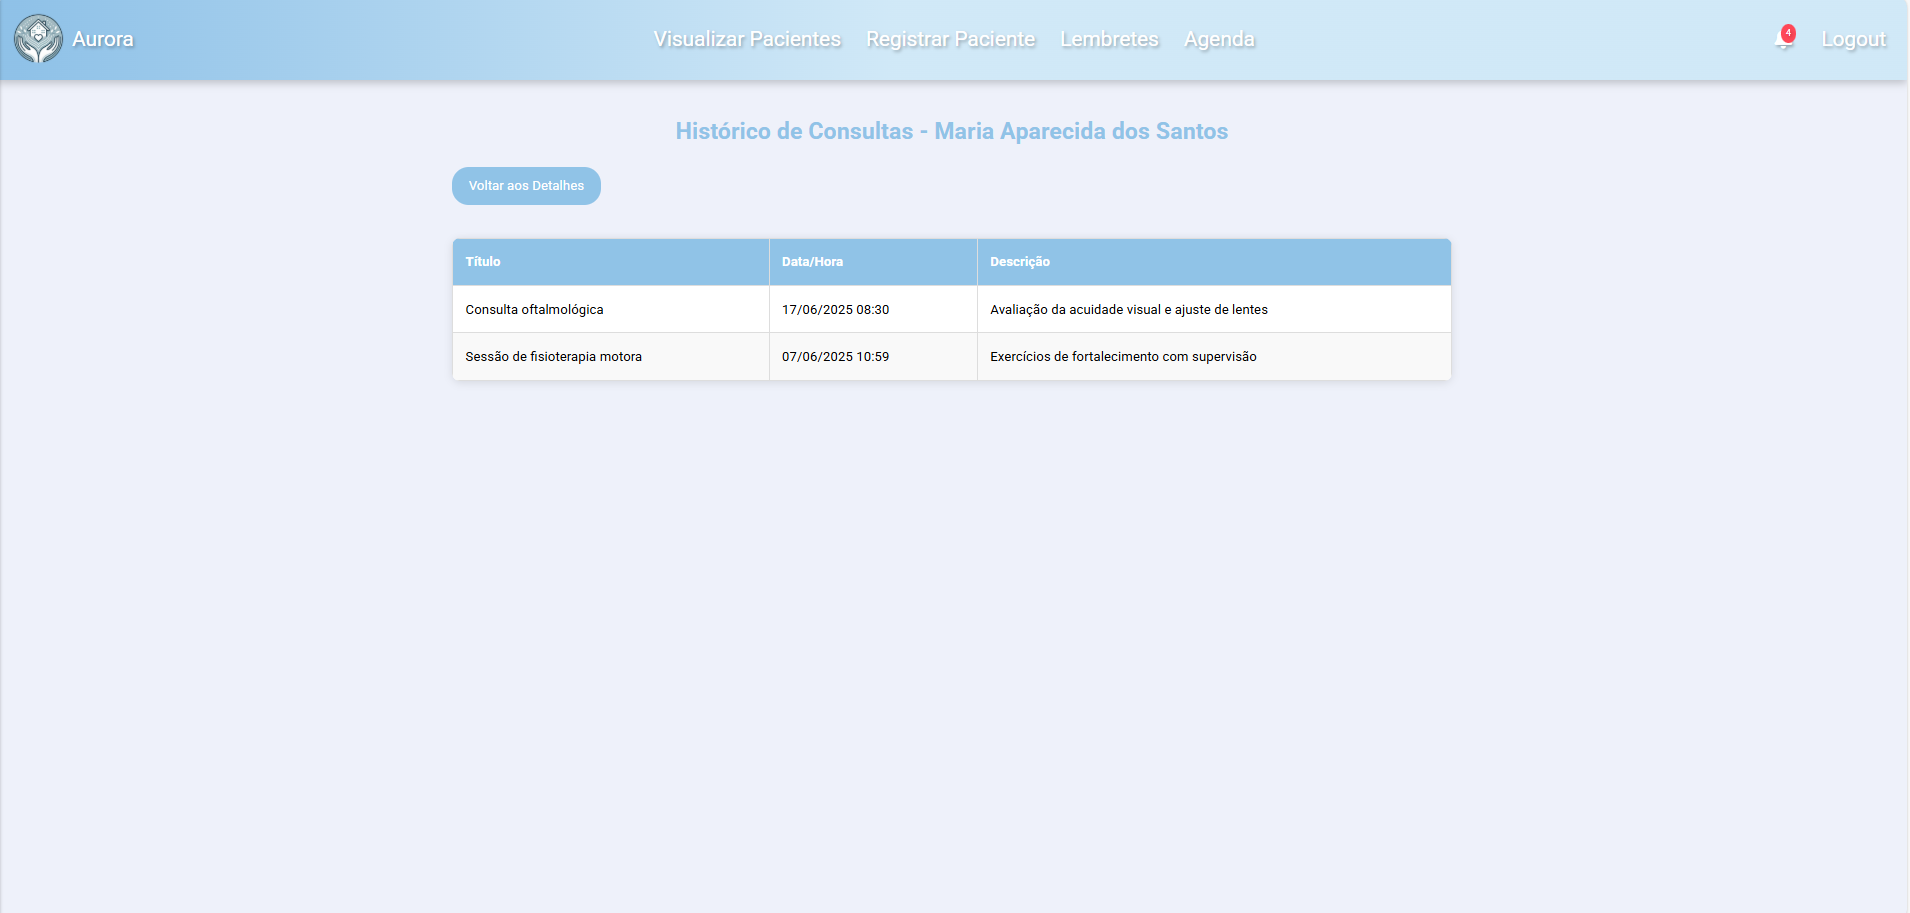 Aurora
Visualizar Pacientes Registrar Paciente Lembretes Agenda
4
Logout
Histórico de Consultas - Maria Aparecida dos Santos
Voltar aos Detalhes
Título Data/Hora Descrição
Consulta oftalmológica 17/06/2025 08:30 Avaliação da acuidade visual e ajuste de lentes
Sessão de fisioterapia motora 07/06/2025 10:59 Exercícios de fortalecimento com supervisão